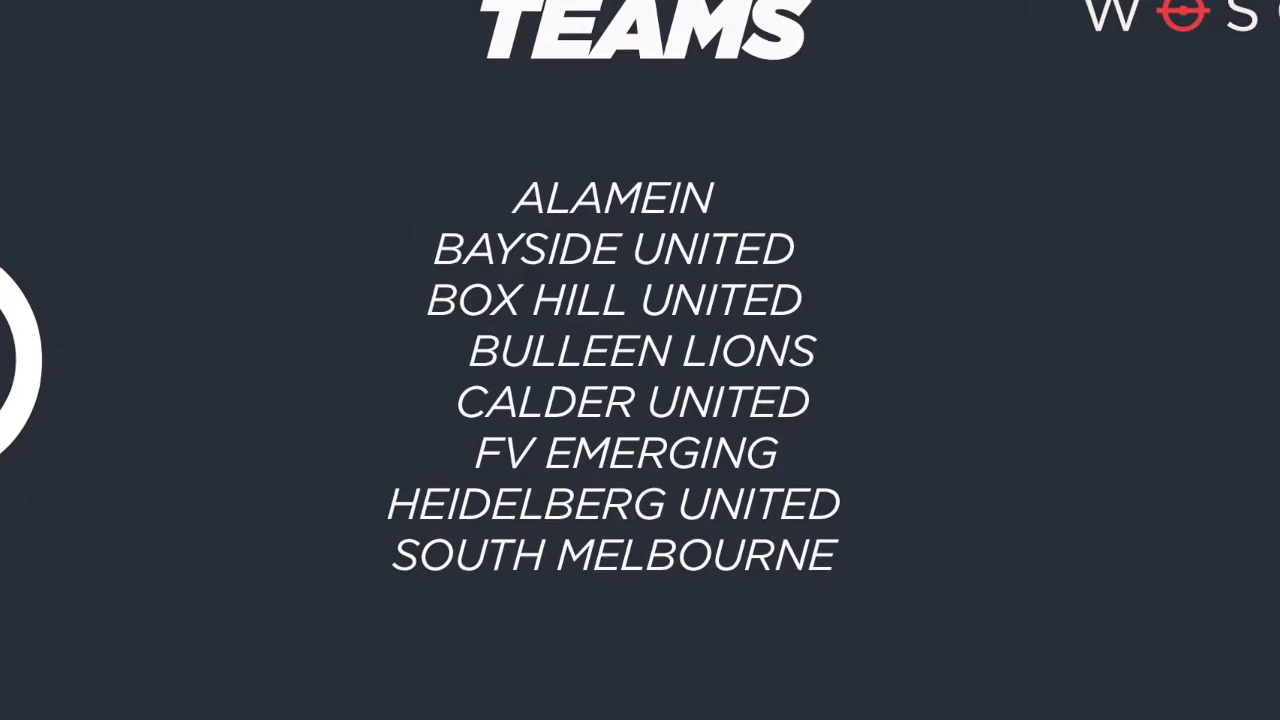 TEAMS
W S
ALAMEIN
BAYSIDE UNITED
BOX HILL UNITED
BULLEEN LIONS
CALDER UNITED
FV EMERGING
HEIDELBERG UNITED
SOUTH MELBOURNE